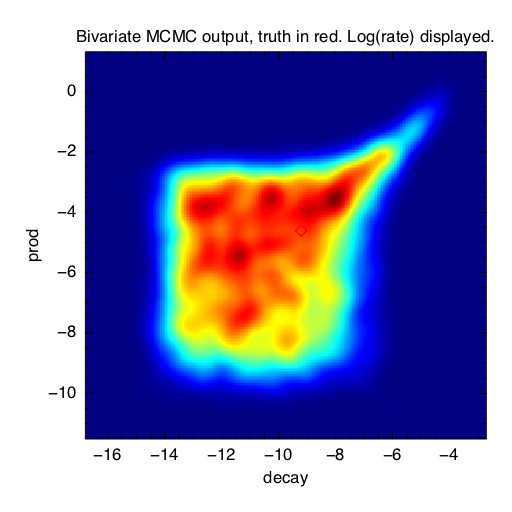 Bivariate MCMC output, truth in red. Log(rate) displayed.
0
−2
−4
−6
−8
−10
prod
−16 −14 −12 −10 −8 −6 −4
decay